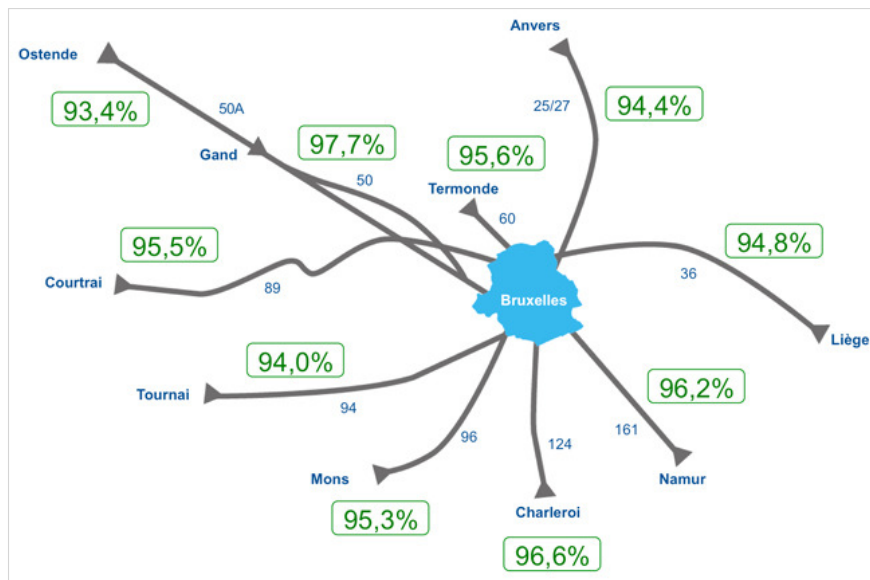 Anvers
Ostende
50A
25/27
93,4%
94,4%
97,7%
95,6%
Gand
50
Termonde
60
95,5%
94,8%
Courtrai
89
36
Bruxelles
Liège
94,0%
96,2%
Tournai
94
96
124
161
Mons
Namur
95,3%
Charleroi
96,6%